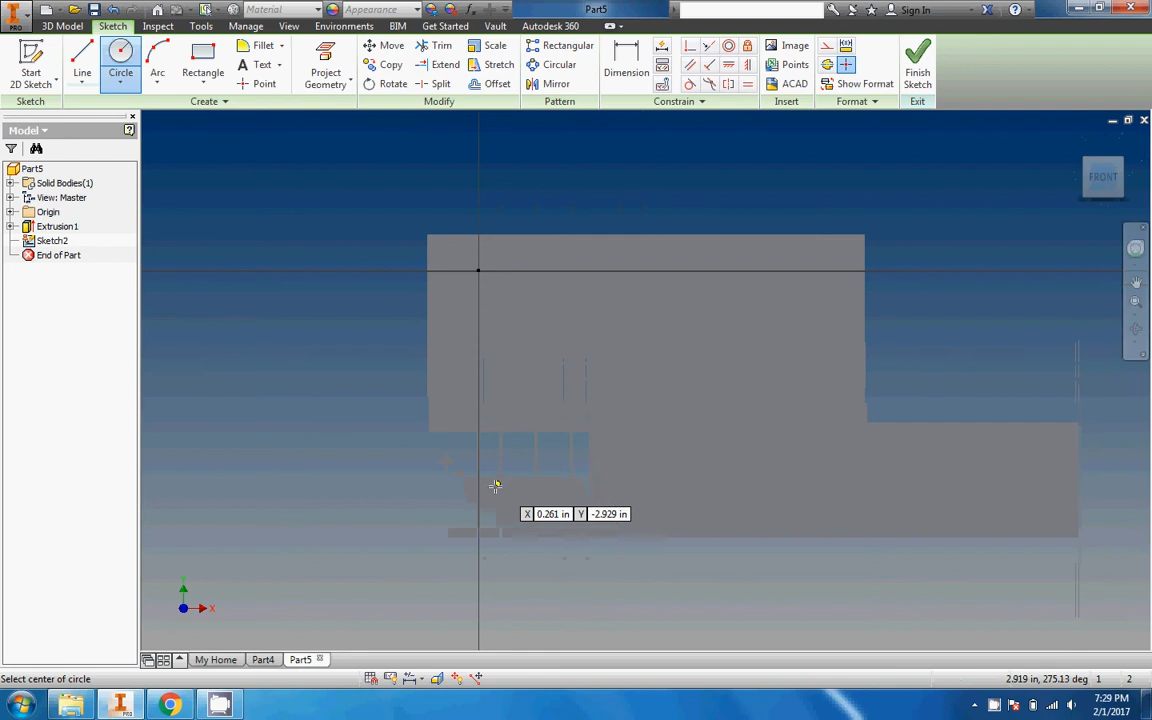 PRO
Material
Appearance
Part5
Sign In
3D Model Sketch Inspect Tools Manage View Environments BIM Get Started Vault Autodesk 360
Start
2D Sketch
Line
Circle
Arc
Rectangle
Fillet
Text
Point
Project
Geometry
Move Trim Scale
Copy Extend Stretch
Rotate Split Offset
Rectangular
Circular
Mirror
Dimension
Image
Points
ACAD
Show Format
Finish
Sketch
Sketch Create Modify Pattern Constrain Insert Format Exit
Model
Part5
Solid Bodies(1)
View: Master
Origin
Extrusion1
Sketch2
End of Part
FRONT
X 0.261 in Y -2.929 in
X
My Home Part4 Part5
Select center of circle
2.919 in, 275.13 deg 1 2
PRO
7:29 PM
2/1/2017